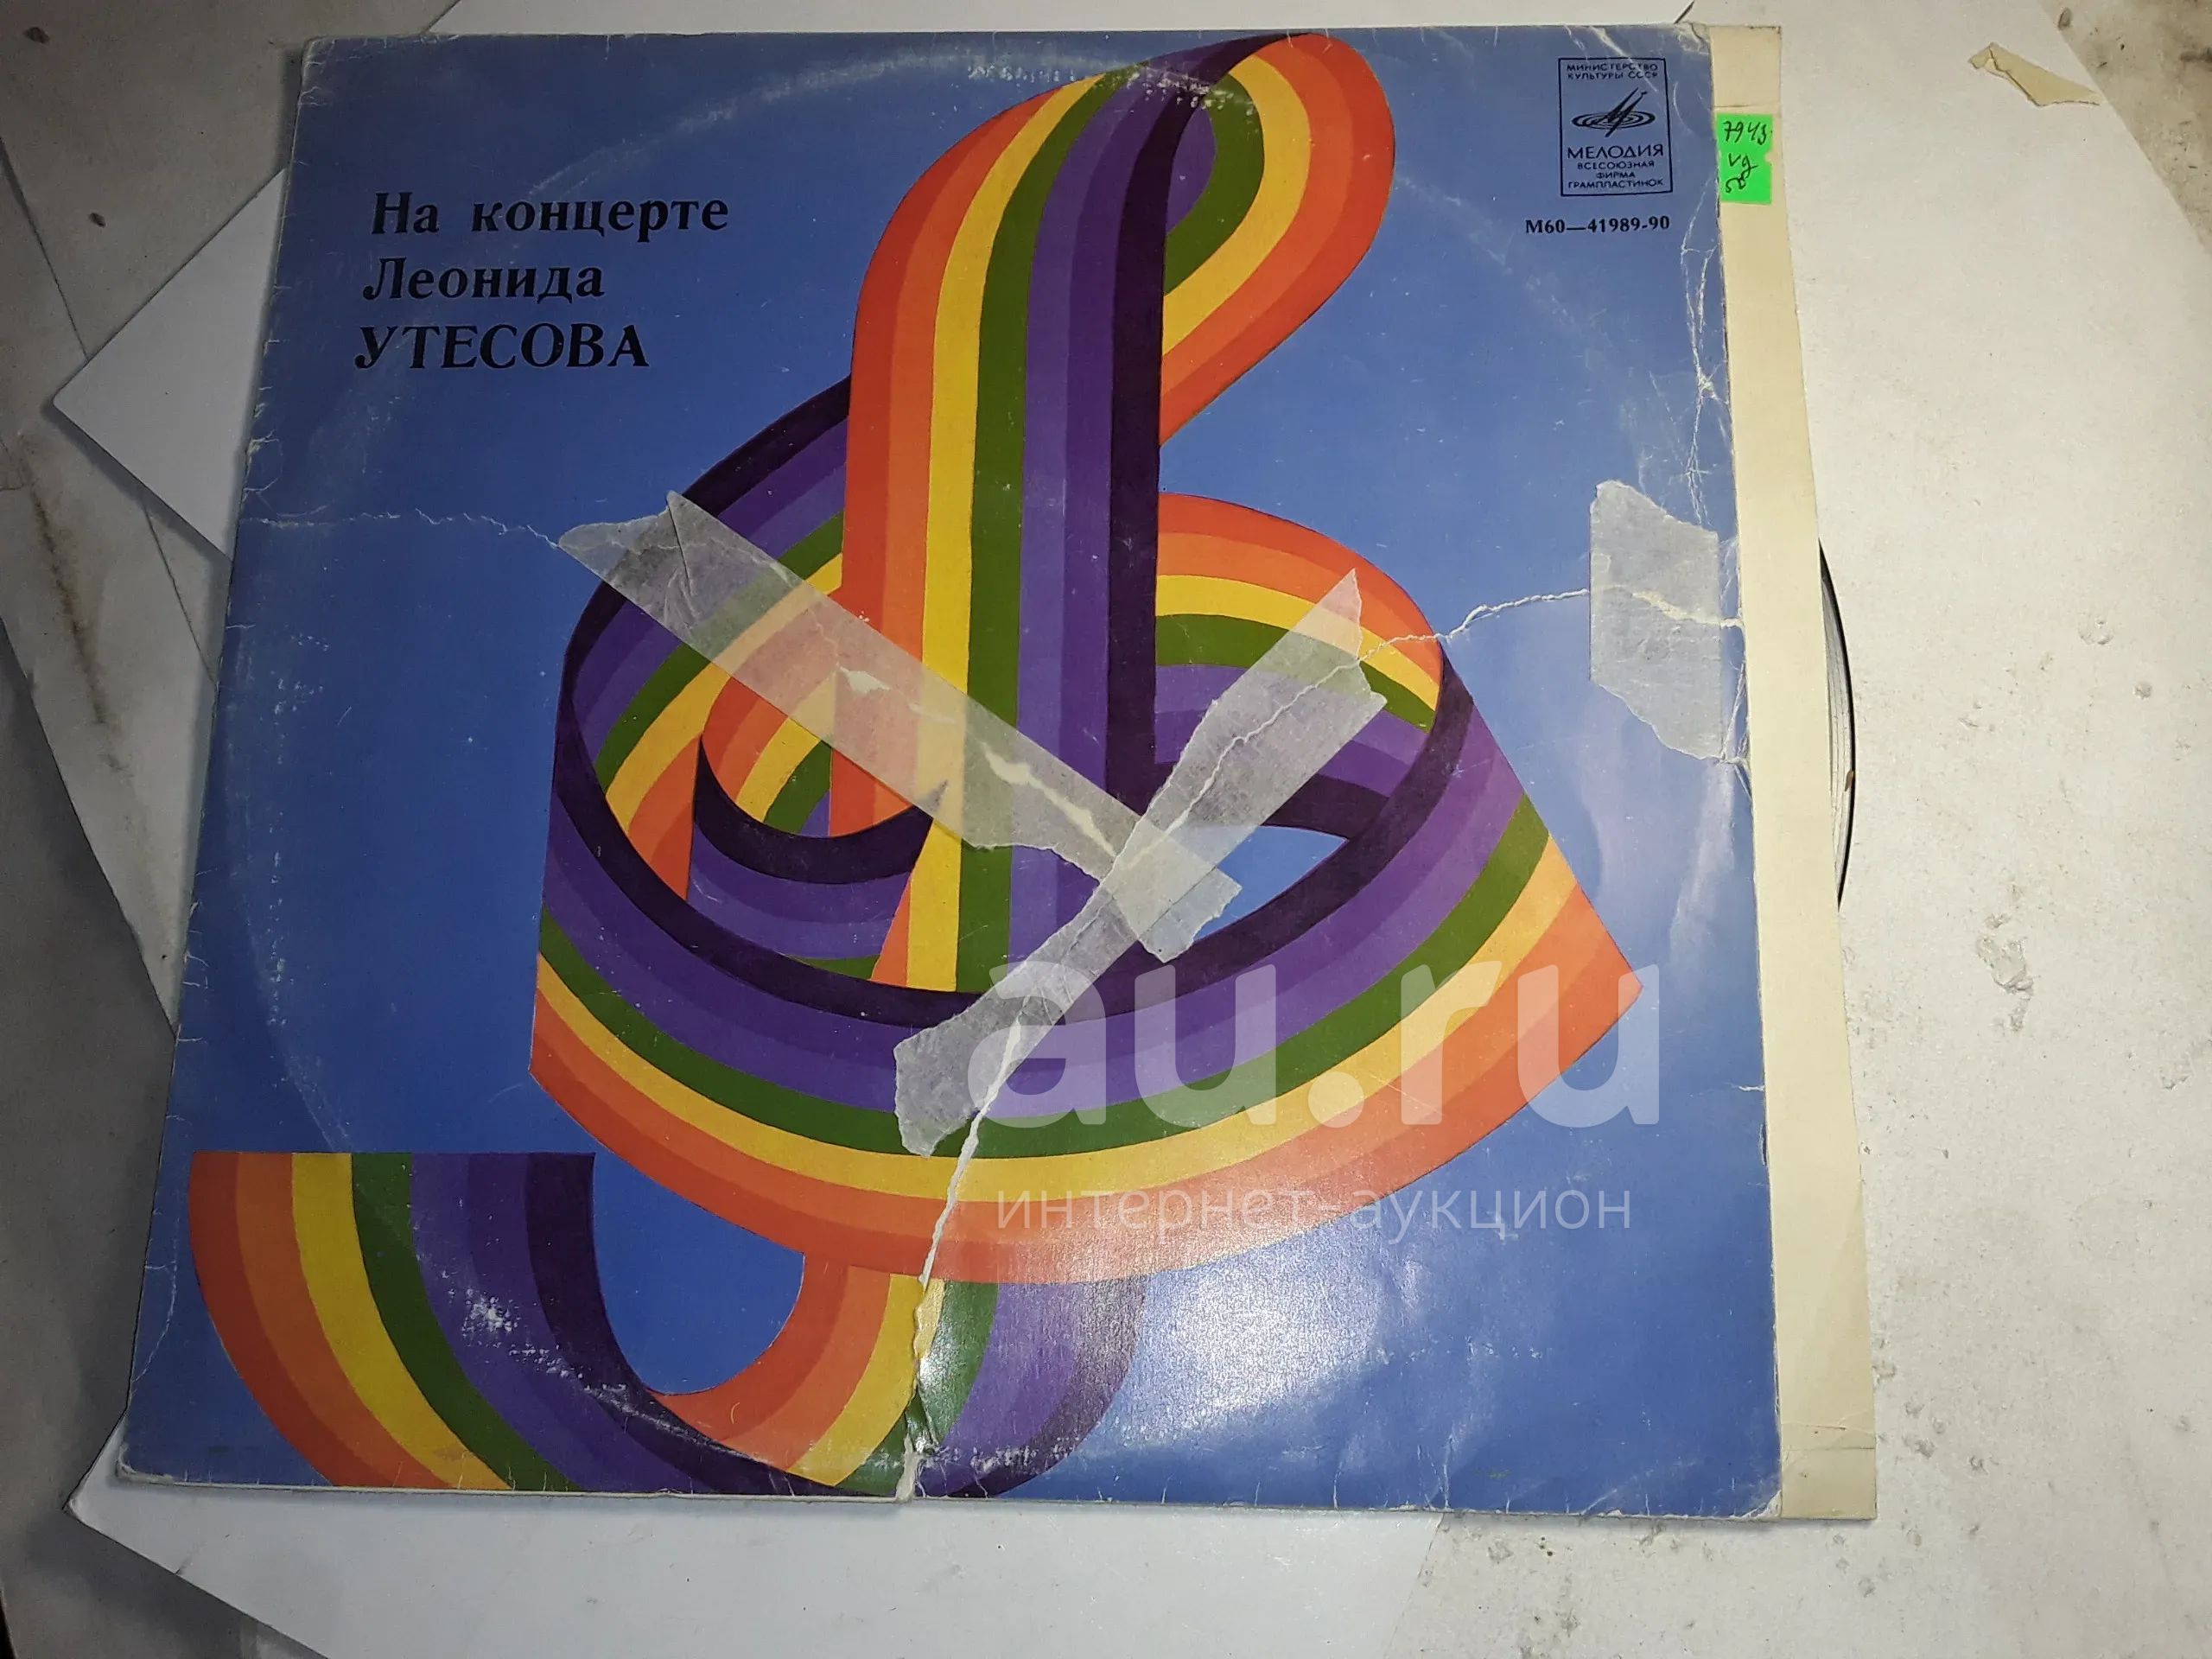 МИНИСТЕРСТВО
КУЛЬТУРЫ СССР
МЕЛОДИЯ
ВСЕСОЮЗНАЯ
ФИРМА
ГРАМПЛАСТИНОК
М60—41989-90
На концерте
Леонида
УТЕСОВА
au.ru
интернет-аукцион